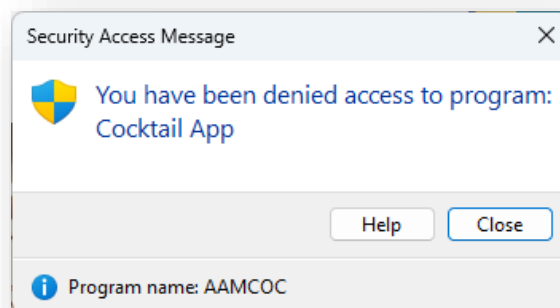 Security Access Message
You have been denied access to program:
Cocktail App
Help
Close
Program name: AAMCOC